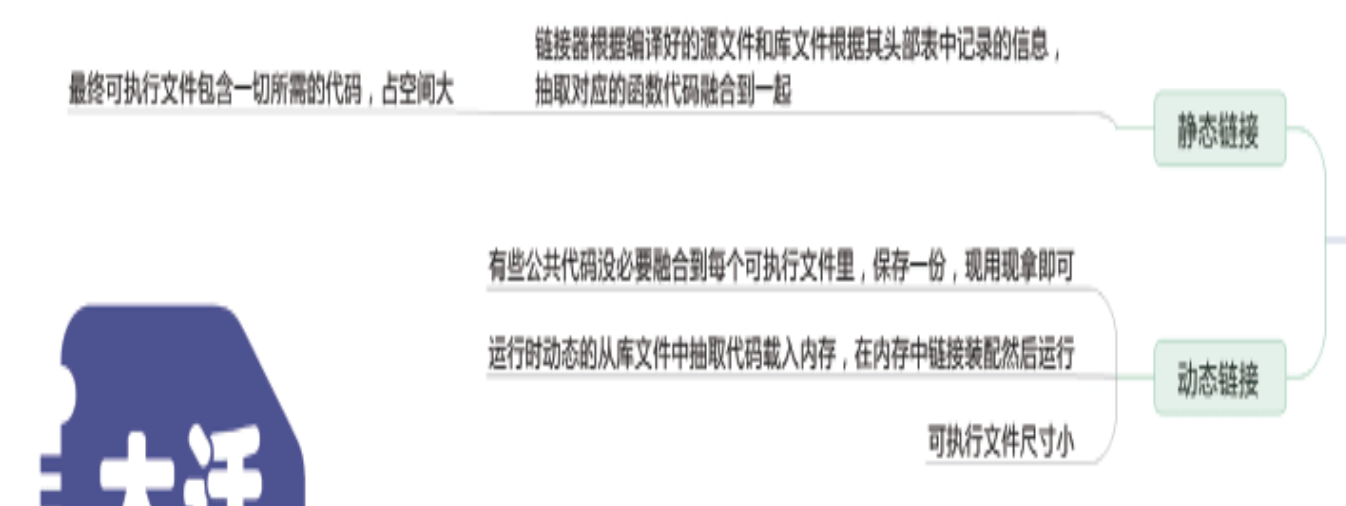 链接器根据编译好的源文件和库文件根据其头部表中记录的信息，
抽取对应的函数代码融合到一起
最终可执行文件包含一切所需的代码，占空间大
静态链接
有些公共代码没必要融合到每个可执行文件里，保存一份，现用现拿即可
运行时动态的从库文件中抽取代码载入内存，在内存中链接装配然后运行
动态链接
可执行文件尺寸小
大话